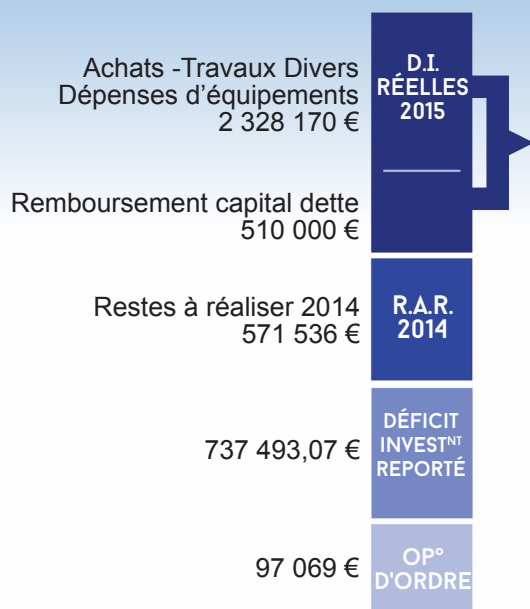 Achats -Travaux Divers
Dépenses d’équipements
2 328 170 €
D.I.
RÉELLES
2015
Remboursement capital dette
510 000 €
Restes à réaliser 2014
571 536 €
R.A.R.
2014
737 493,07 €
DÉFICIT
INVESTᴺᵀ
REPORTÉ
97 069 €
OP°
D'ORDRE